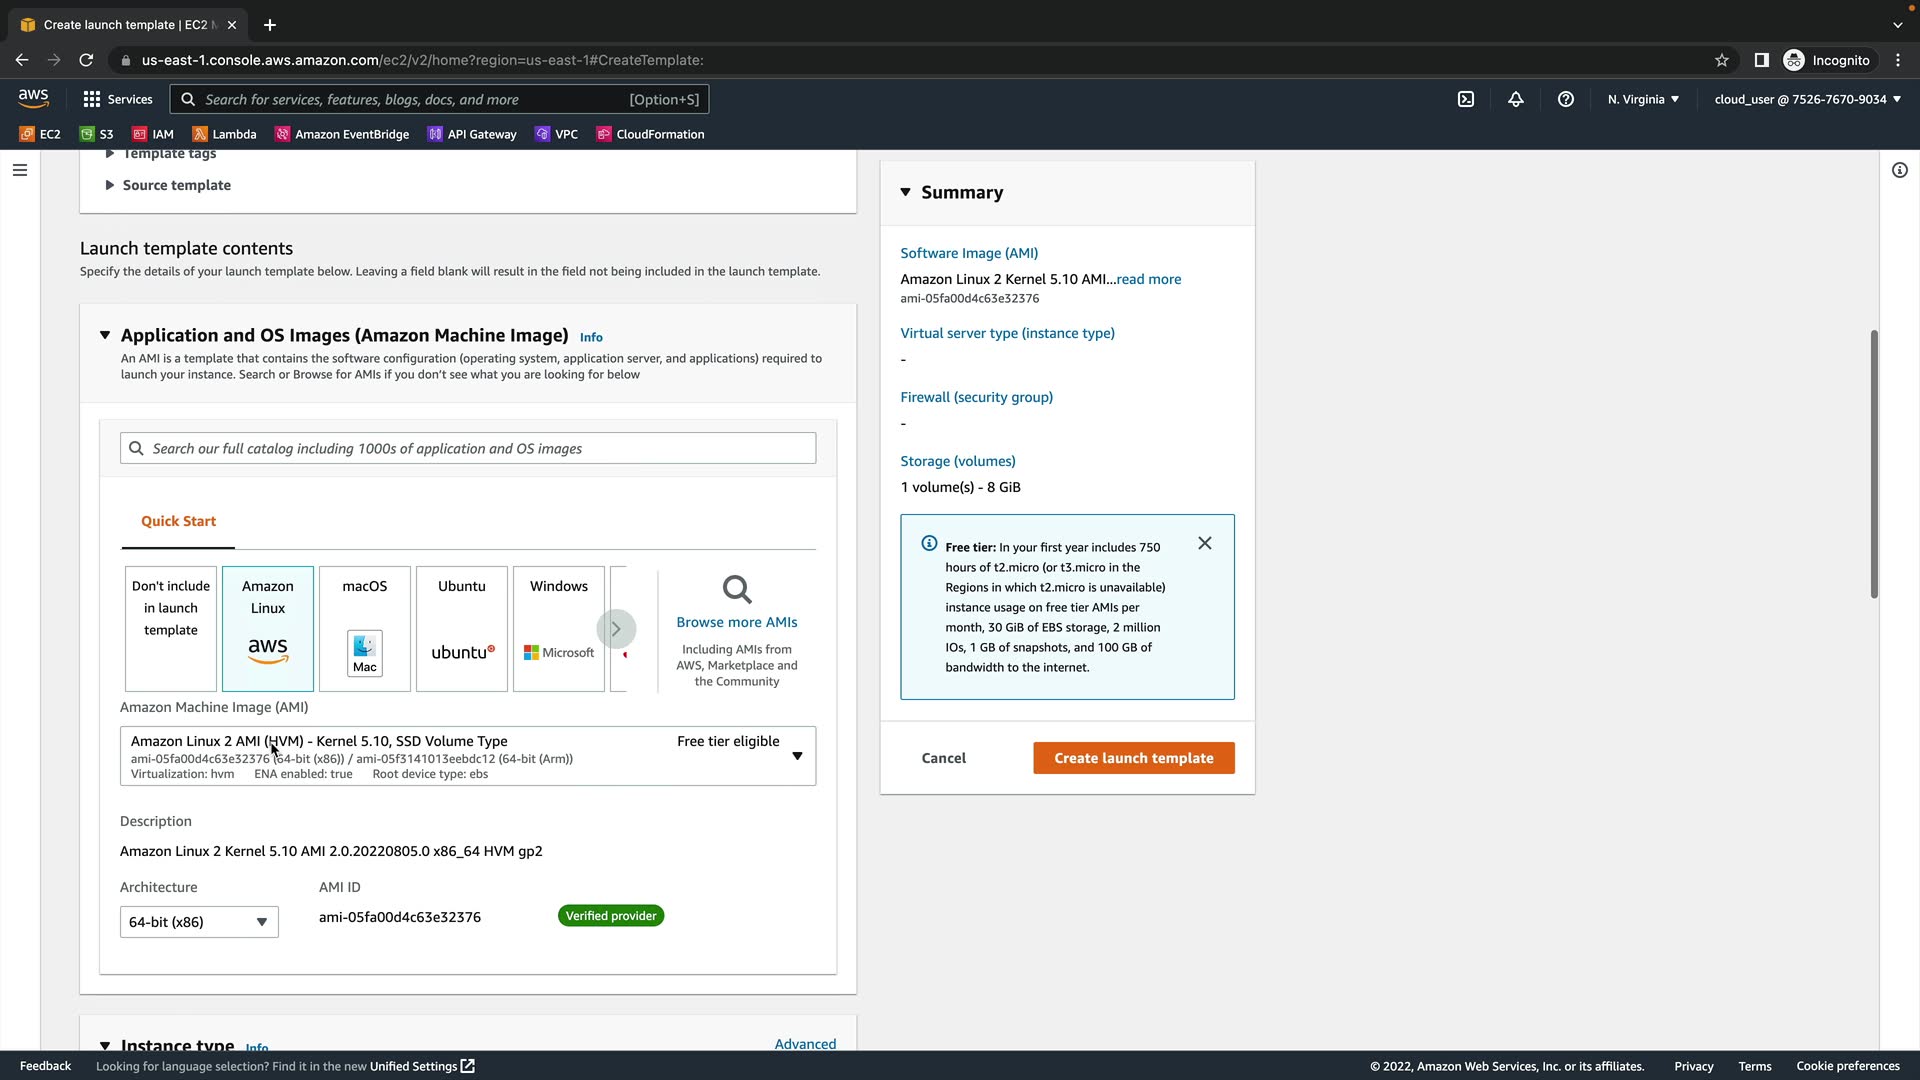 Create launch template | EC2 M
us-east-1.console.aws.amazon.com/ec2/v2/home?region=us-east-1#CreateTemplate:
Incognito
aws
Services
Search for services, features, blogs, docs, and more
[Option+S]
N. Virginia
cloud_user @ 7526-7670-9034
EC2
S3
IAM
Lambda
Amazon EventBridge
API Gateway
VPC
CloudFormation
Template tags
Source template
Launch template contents
Specify the details of your launch template below. Leaving a field blank will result in the field not being included in the launch template.
Application and OS Images (Amazon Machine Image) Info
An AMI is a template that contains the software configuration (operating system, application server, and applications) required to
launch your instance. Search or Browse for AMIs if you don't see what you are looking for below
Search our full catalog including 1000s of application and OS images
Quick Start
Don't include
in launch
template
Amazon
Linux
aws
macOS
Mac
Ubuntu
ubuntu
Windows
Microsoft
Browse more AMIs
Including AMIs from
AWS, Marketplace and
the Community
Amazon Machine Image (AMI)
Amazon Linux 2 AMI (HVM) - Kernel 5.10, SSD Volume Type
Free tier eligible
ami-05fa00d4c63e32376 (64-bit (x86)) / ami-05f3141013eebdc12 (64-bit (Arm))
Virtualization: hvm ENA enabled: true Root device type: ebs
Description
Amazon Linux 2 Kernel 5.10 AMI 2.0.20220805.0 x86_64 HVM gp2
Architecture
64-bit (x86)
AMI ID
ami-05fa00d4c63e32376
Verified provider
Instance type Info
Advanced
Summary
Software Image (AMI)
Amazon Linux 2 Kernel 5.10 AMI...read more
ami-05fa00d4c63e32376
Virtual server type (instance type)
-
Firewall (security group)
-
Storage (volumes)
1 volume(s) - 8 GiB
Free tier: In your first year includes 750
hours of t2.micro (or t3.micro in the
Regions in which t2.micro is unavailable)
instance usage on free tier AMIs per
month, 30 GiB of EBS storage, 2 million
IOs, 1 GB of snapshots, and 100 GB of
bandwidth to the internet.
Cancel
Create launch template
Feedback
Looking for language selection? Find it in the new Unified Settings
© 2022, Amazon Web Services, Inc. or its affiliates.
Privacy
Terms
Cookie preferences